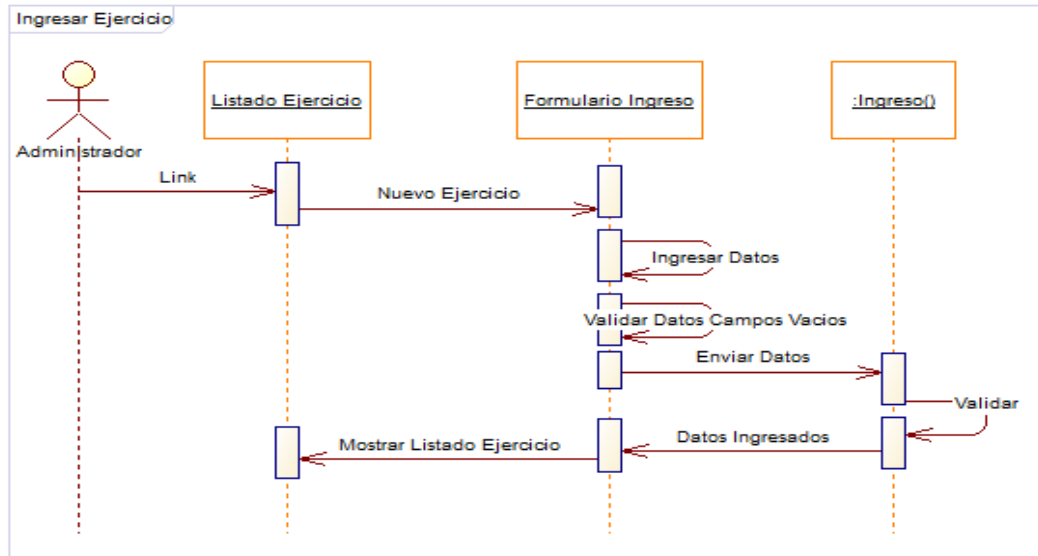 Ingresar Ejercicio
Listado Ejercicio
Formulario Ingreso
:Ingreso()
Administrador
Link
Nuevo Ejercicio
Ingresar Datos
Validar Datos Campos Vacios
Enviar Datos
Validar
Datos Ingresados
Mostrar Listado Ejercicio